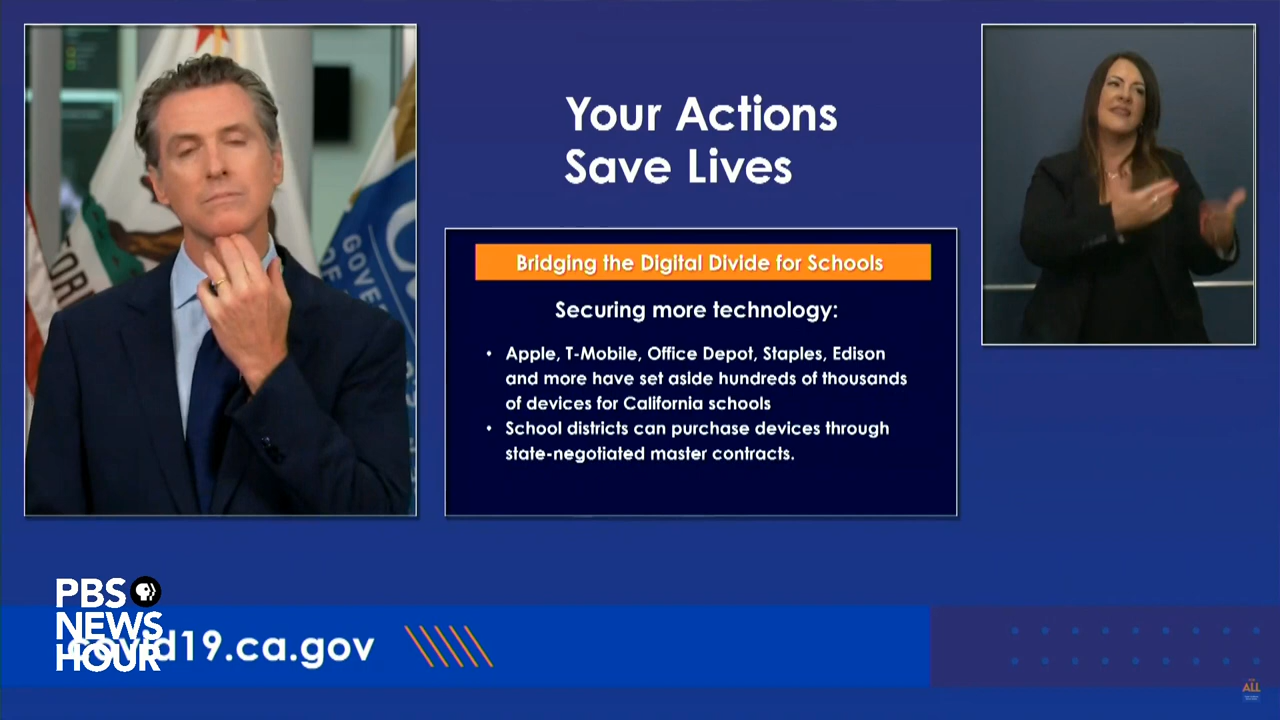 Your Actions
Save Lives
Bridging the Digital Divide for Schools
Securing more technology:
• Apple, T-Mobile, Office Depot, Staples, Edison
and more have set aside hundreds of thousands
of devices for California schools
• School districts can purchase devices through
state-negotiated master contracts.
PBS
NEWS
HOUR
covid19.ca.gov
ALL